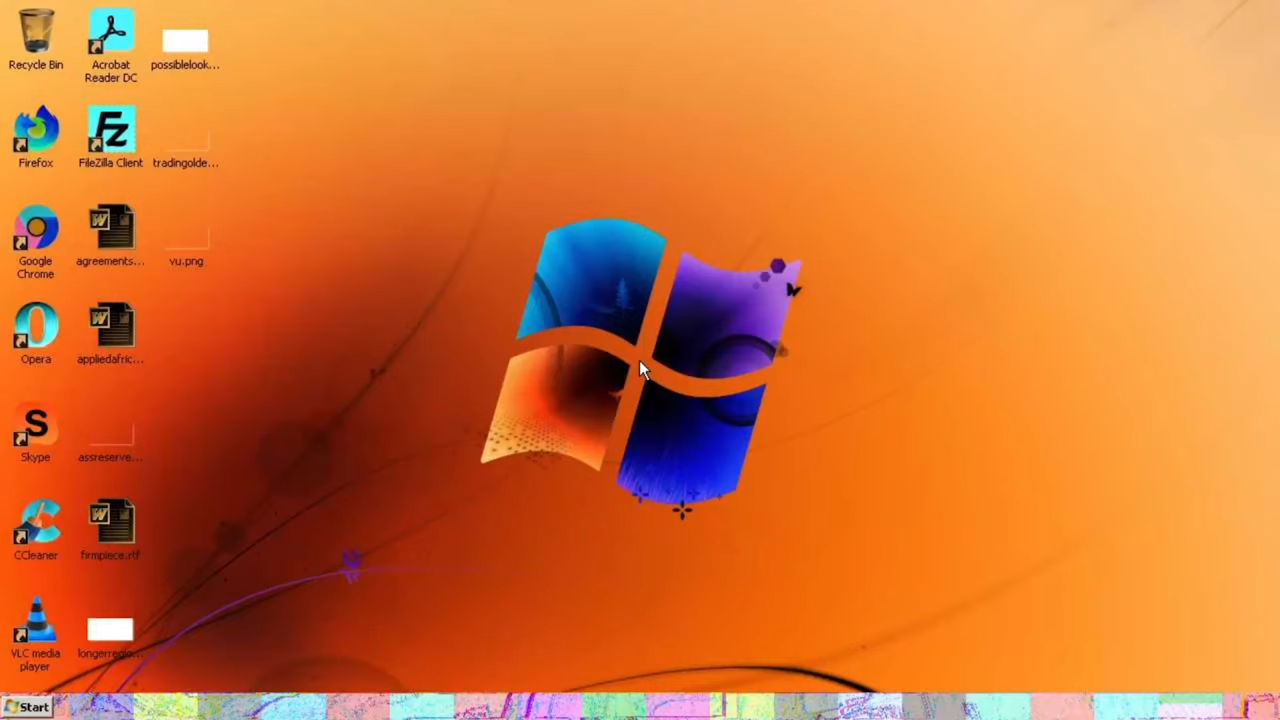 Recycle Bin
Acrobat
Reader DC
possiblelook...
Firefox
FileZilla Client
tradingolde...
Google
Chrome
agreements...
vu.png
Opera
appliedafric...
Skype
assreserve...
CCleaner
firmpiece.rtf
VLC media
player
longerregio...
Start